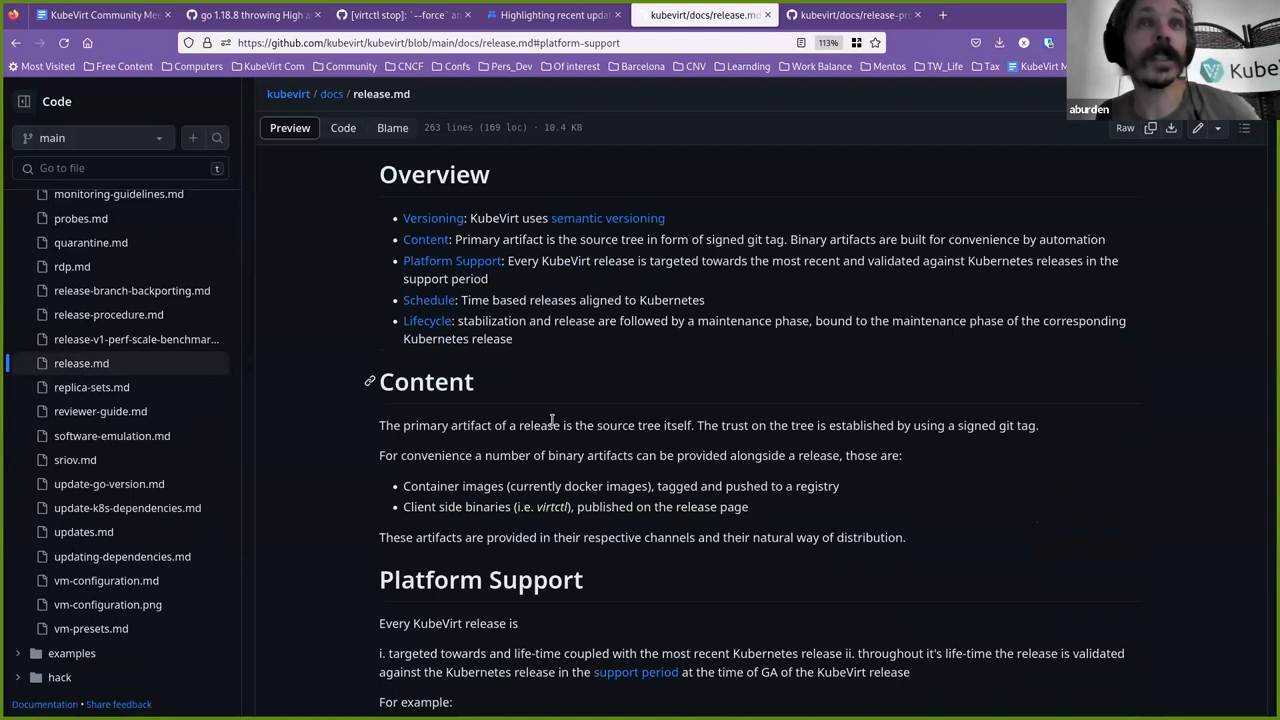 KubeVirt Community Mee
go 1.18.8 throwing High a
[virtctl stop]: `--force` an
Highlighting recent upda
kubevirt/docs/release.md
kubevirt/docs/release-pr
https://github.com/kubevirt/kubevirt/blob/main/docs/release.md#platform-support
113%
Most Visited
Free Content
Computers
KubeVirt Com
Community
CNCF
Confs
Pers_Dev
Of interest
Barcelona
CNV
Learnding
Work Balance
Mentos
TW_Life
Tax
KubeVirt M
KubeV
aburden
Code
main
Go to file
t
monitoring-guidelines.md
probes.md
quarantine.md
rdp.md
release-branch-backporting.md
release-procedure.md
release-v1-perf-scale-benchmar...
release.md
replica-sets.md
reviewer-guide.md
software-emulation.md
sriov.md
update-go-version.md
update-k8s-dependencies.md
updates.md
updating-dependencies.md
vm-configuration.md
vm-configuration.png
vm-presets.md
examples
hack
Documentation • Share feedback
kubevirt / docs / release.md
Preview
Code
Blame
263 lines (169 loc) · 10.4 KB
Raw
Overview
• Versioning: KubeVirt uses semantic versioning
• Content: Primary artifact is the source tree in form of signed git tag. Binary artifacts are built for convenience by automation
• Platform Support: Every KubeVirt release is targeted towards the most recent and validated against Kubernetes releases in the
support period
• Schedule: Time based releases aligned to Kubernetes
• Lifecycle: stabilization and release are followed by a maintenance phase, bound to the maintenance phase of the corresponding
Kubernetes release
Content
The primary artifact of a release is the source tree itself. The trust on the tree is established by using a signed git tag.
For convenience a number of binary artifacts can be provided alongside a release, those are:
• Container images (currently docker images), tagged and pushed to a registry
• Client side binaries (i.e. virtctl), published on the release page
These artifacts are provided in their respective channels and their natural way of distribution.
Platform Support
Every KubeVirt release is
i. targeted towards and life-time coupled with the most recent Kubernetes release ii. throughout it's life-time the release is validated
against the Kubernetes release in the support period at the time of GA of the KubeVirt release
For example: